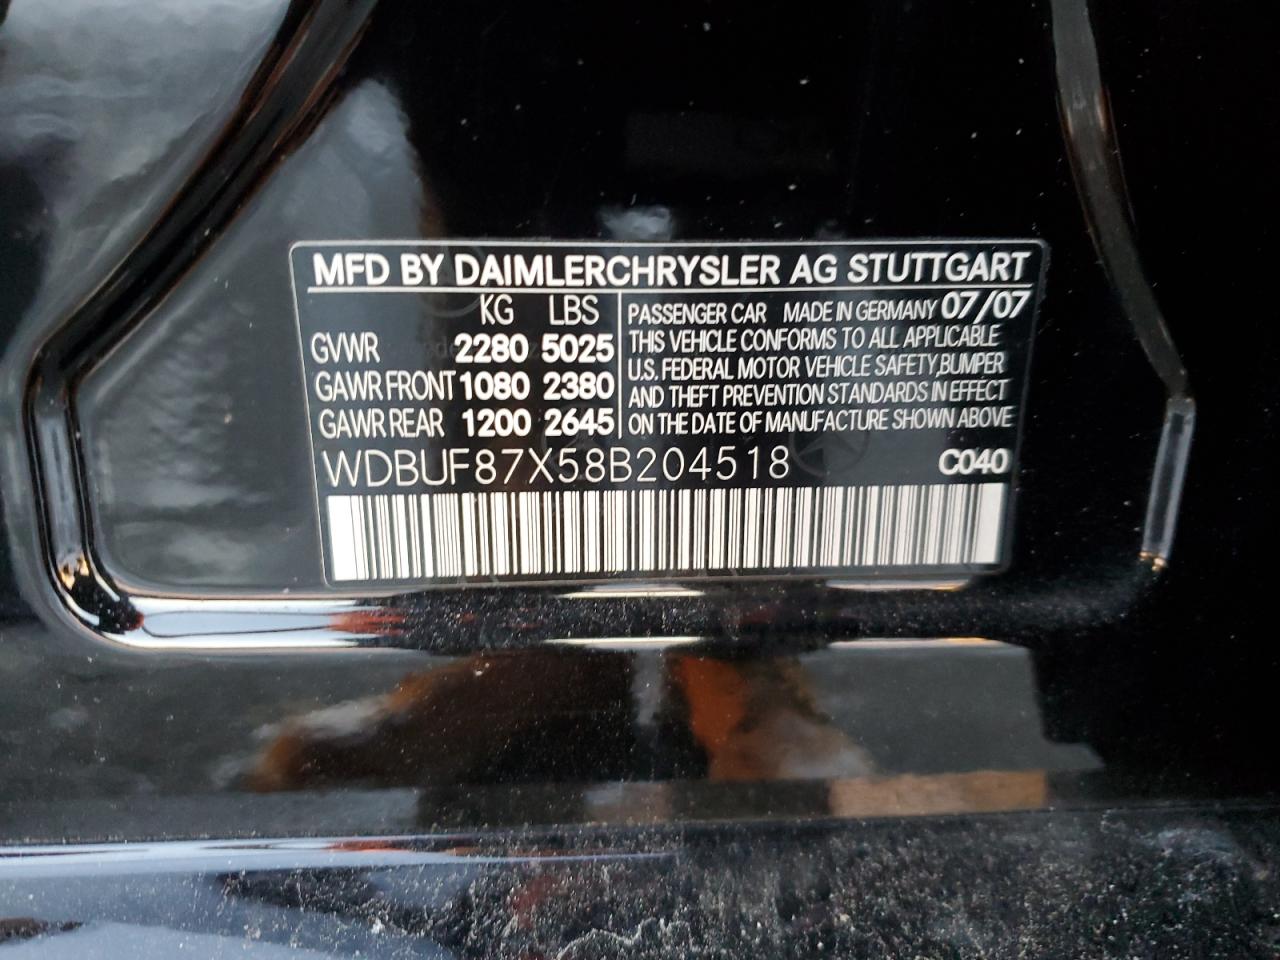 MFD BY DAIMLERCHRYSLER AG STUTTGART
KG LBS
GVWR 2280 5025
GAWR FRONT 1080 2380
GAWR REAR 1200 2645
PASSENGER CAR MADE IN GERMANY 07/07
THIS VEHICLE CONFORMS TO ALL APPLICABLE
U.S. FEDERAL MOTOR VEHICLE SAFETY, BUMPER
AND THEFT PREVENTION STANDARDS IN EFFECT
ON THE DATE OF MANUFACTURE SHOWN ABOVE
WDBUF87X58B204518 C040